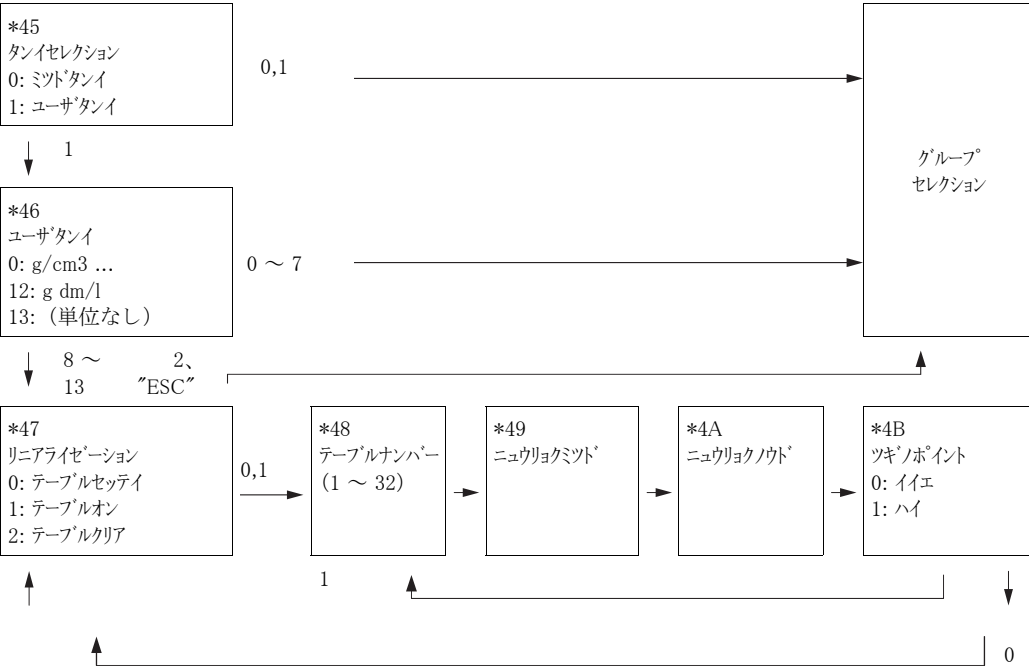 *45
タンイセレクション
0: ミツドタンイ
1: ユーザタンイ
0,1
グループ
セレクション
1
*46
ユーザタンイ
0: g/cm3 ...
12: g dm/l
13:（単位なし）
0 ～ 7
8 ～ 2、
13 "ESC"
*47
リニアライゼーション
0: テーブルセッテイ
1: テーブルオン
2: テーブルクリア
0,1
*48
テーブルナンバー
（1 ～ 32）
*49
ニュウリョクミツド
*4A
ニュウリョクノウド
*4B
ツギノポイント
0: イイエ
1: ハイ
1
0